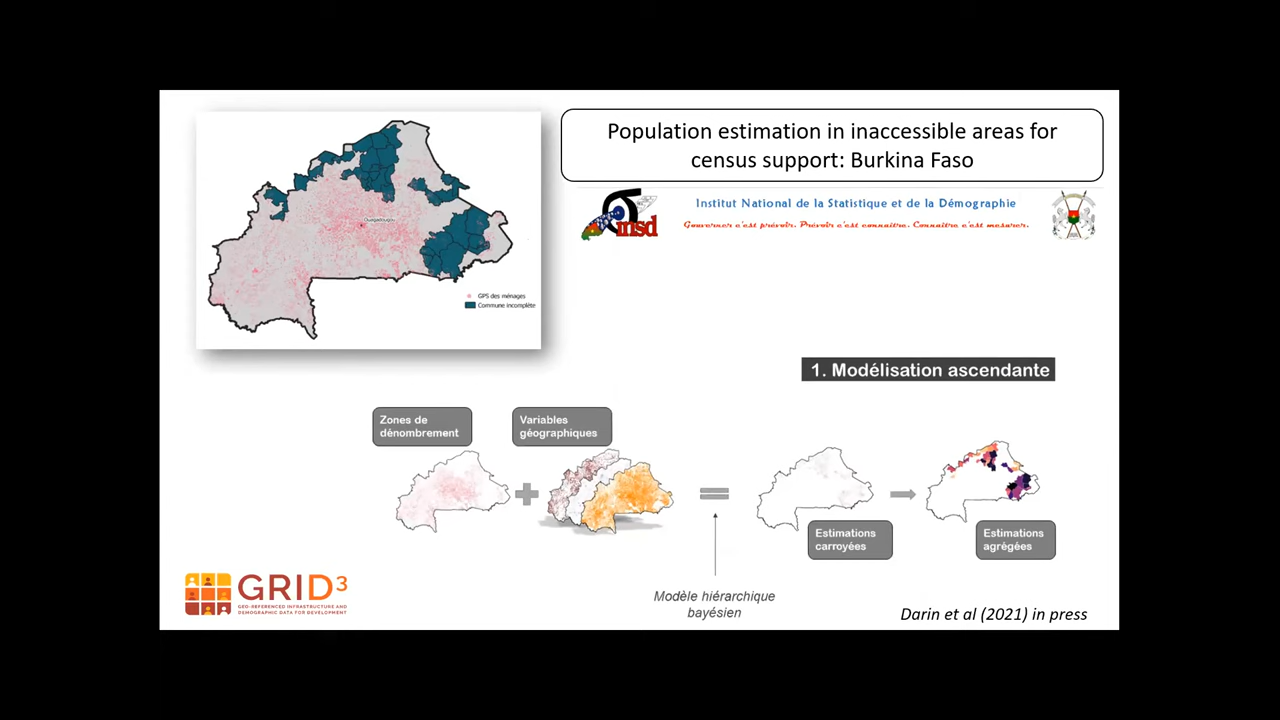 Population estimation in inaccessible areas for
census support: Burkina Faso
Ouagadougou
GPS des ménages
Commune incomplète
insd
Institut National de la Statistique et de la Démographie
Gouverner c'est prévoir. Prévoir c'est connaitre. Connaitre c'est mesurer.
1. Modélisation ascendante
Zones de
dénombrement
Variables
géographiques
Estimations
carroyées
Estimations
agrégées
Modèle hiérarchique
bayésien
GRID3
GEO-REFERENCED INFRASTRUCTURE AND
DEMOGRAPHIC DATA FOR DEVELOPMENT
Darin et al (2021) in press